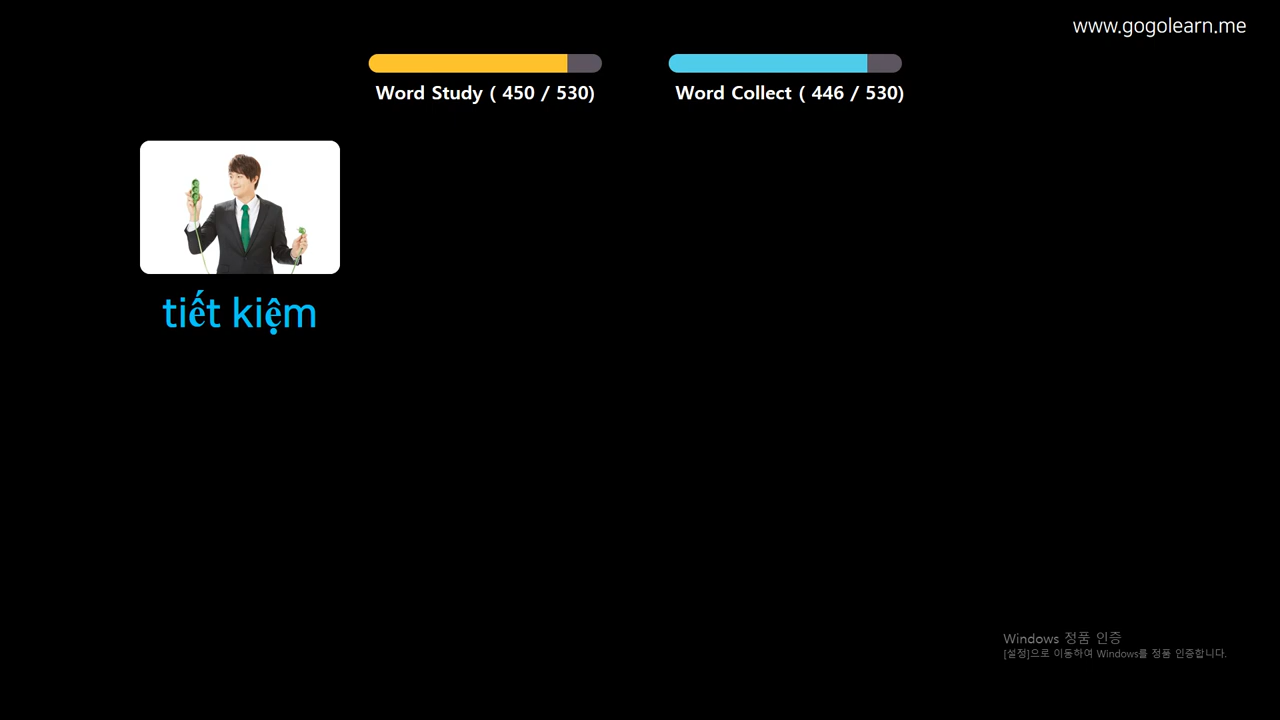 www.gogolearn.me
Word Study ( 450 / 530)
Word Collect ( 446 / 530)
tiết kiệm
Windows 정품 인증
[설정]으로 이동하여 Windows를 정품 인증합니다.